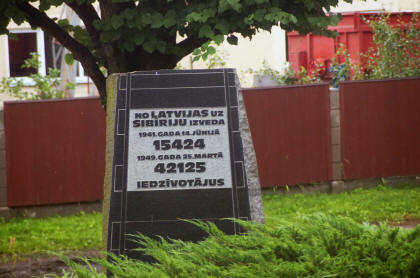 NO LATVIJAS UZ
SIBĪRIJU IZVEDA
1941. GADA 14. JŪNIJĀ
15424
1949. GADA 25. MARTĀ
42125
IEDZĪVOTĀJUS